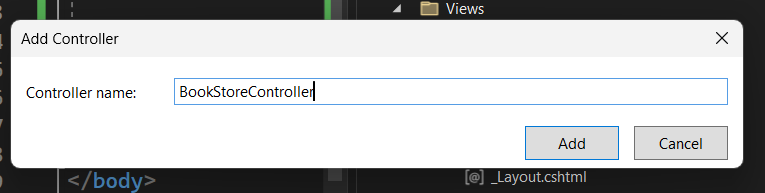 Views
Add Controller
Controller name:
BookStoreController
Add
Cancel
</body>
_Layout.cshtml